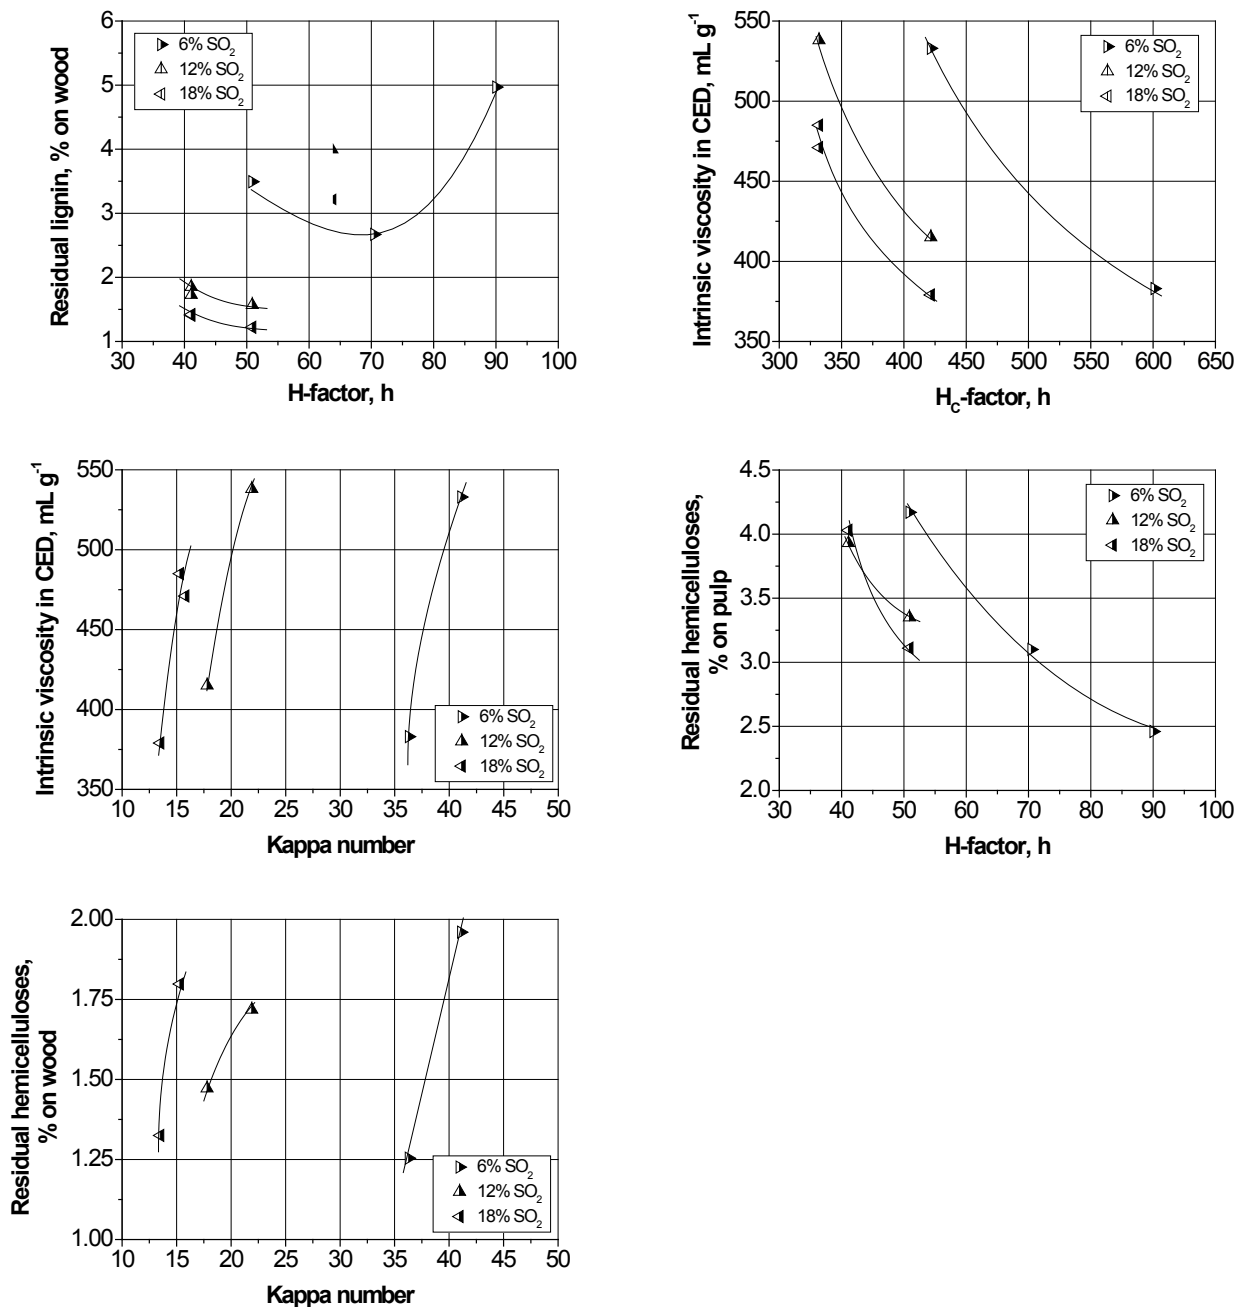 6
5
4
3
2
1
Residual lignin, % on wood
6% SO2
12% SO2
18% SO2
30 40 50 60 70 80 90 100
H-factor, h
550
500
450
400
350
Intrinsic viscosity in CED, mL g-1
6% SO2
12% SO2
18% SO2
300 350 400 450 500 550 600 650
HC-factor, h
550
500
450
400
350
Intrinsic viscosity in CED, mL g-1
6% SO2
12% SO2
18% SO2
10 15 20 25 30 35 40 45 50
Kappa number
4.5
4.0
3.5
3.0
2.5
2.0
Residual hemicelluloses,
% on pulp
6% SO2
12% SO2
18% SO2
30 40 50 60 70 80 90 100
H-factor, h
2.00
1.75
1.50
1.25
1.00
Residual hemicelluloses,
% on wood
6% SO2
12% SO2
18% SO2
10 15 20 25 30 35 40 45 50
Kappa number